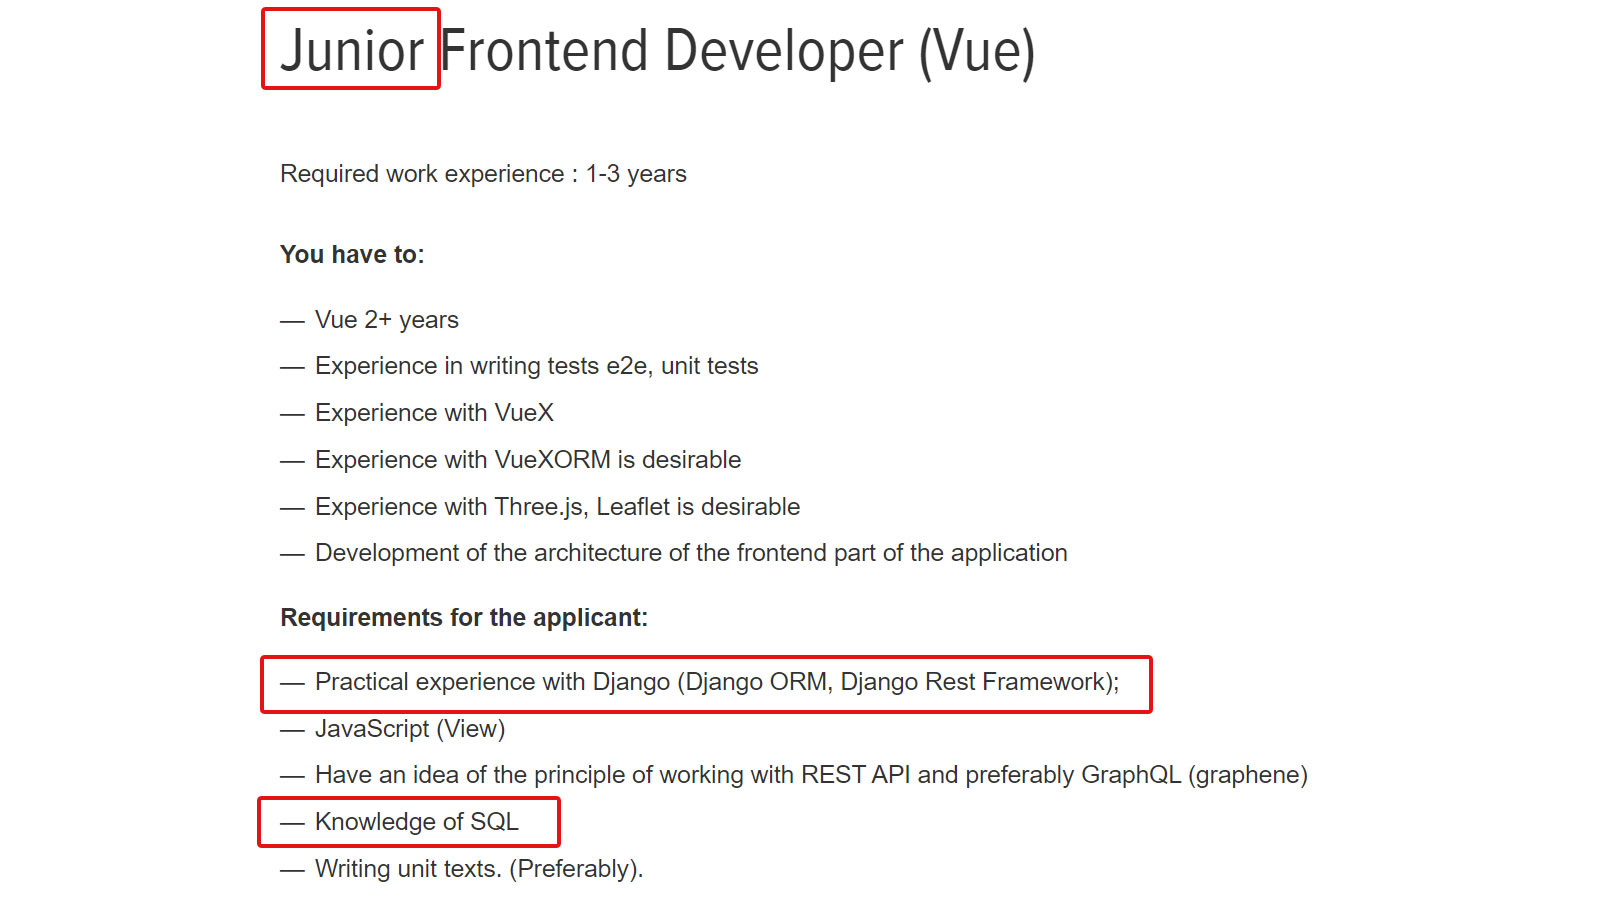 Junior Frontend Developer (Vue)
Required work experience : 1-3 years
You have to:
— Vue 2+ years
— Experience in writing tests e2e, unit tests
— Experience with VueX
— Experience with VueXORM is desirable
— Experience with Three.js, Leaflet is desirable
— Development of the architecture of the frontend part of the application
Requirements for the applicant:
— Practical experience with Django (Django ORM, Django Rest Framework);
— JavaScript (View)
— Have an idea of the principle of working with REST API and preferably GraphQL (graphene)
— Knowledge of SQL
— Writing unit texts. (Preferably).